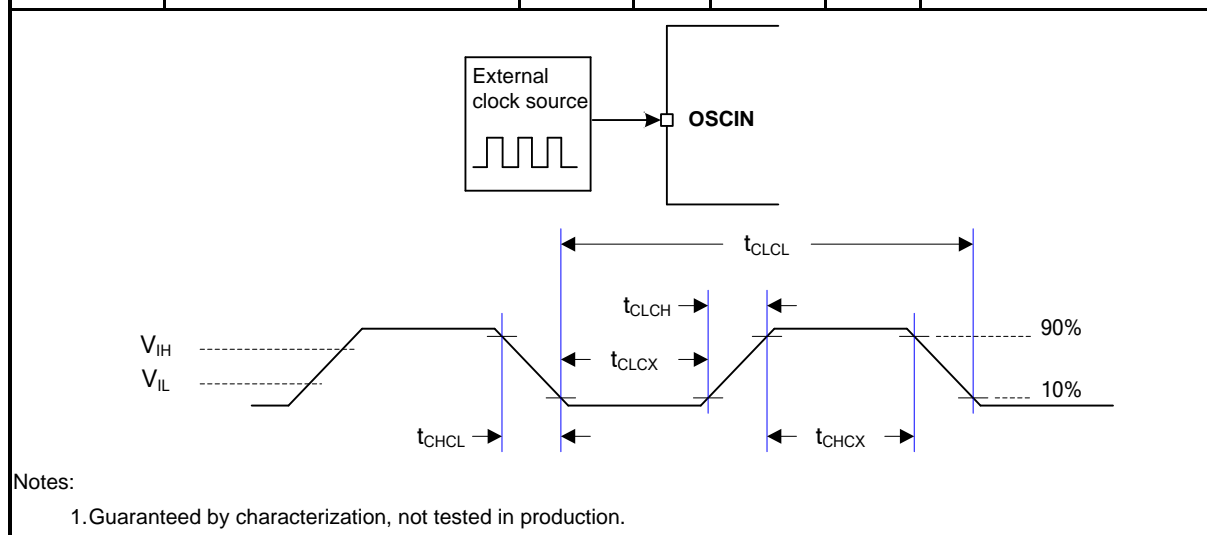 External
clock source
OSCIN
tCLCL
tCLCH
90%
VIH
tCLCX
VIL
10%
tCHCL
tCHCX
Notes:
1.Guaranteed by characterization, not tested in production.